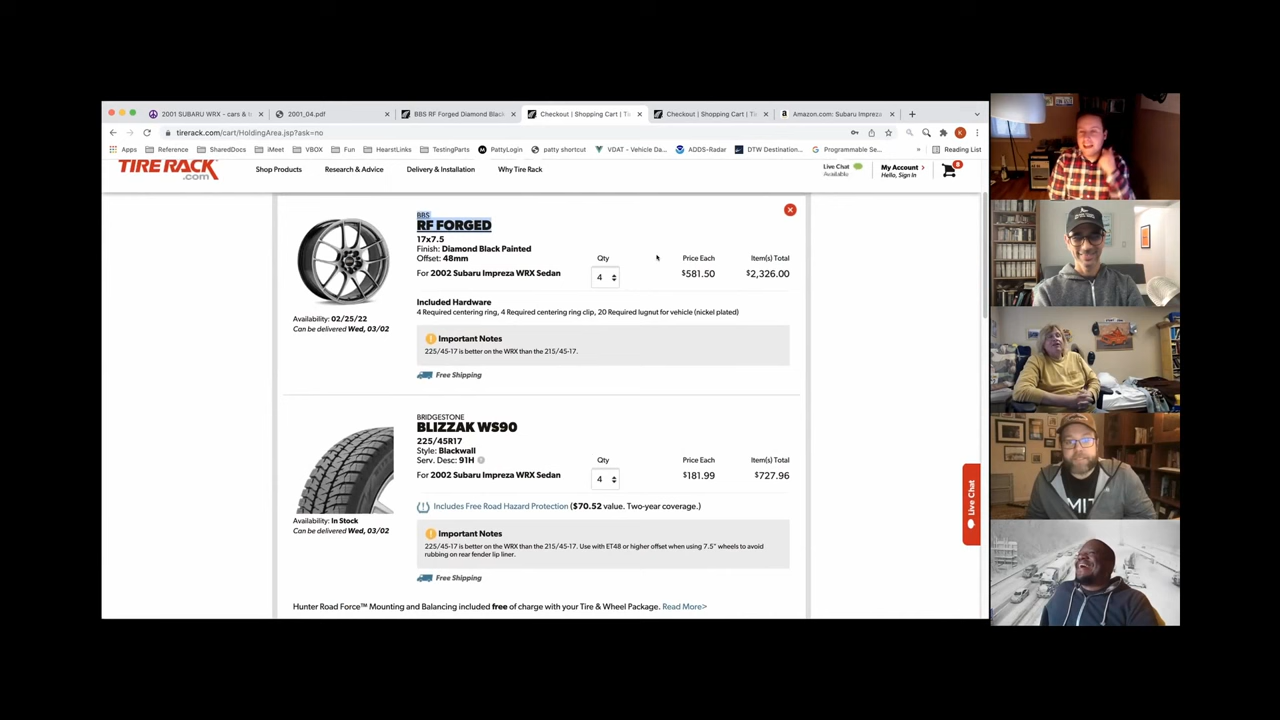 2001 SUBARU WRX - cars & t
2001_04.pdf
BBS RF Forged Diamond Black
Checkout | Shopping Cart | Ti
Checkout | Shopping Cart | Ti
Amazon.com: Subaru Impreza
tirerack.com/cart/HoldingArea.jsp?ask=no
K
Apps
Reference
SharedDocs
iMeet
VBOX
Fun
HearstLinks
TestingParts
PattyLogin
patty shortcut
VDAT - Vehicle Da...
ADDS-Radar
DTW Destination...
Programmable Se...
»
Reading List
TIRE RACK
.com
Shop Products
Research & Advice
Delivery & Installation
Why Tire Rack
Live Chat
Available
My Account
Hello, Sign In
8
BBS
RF FORGED
17x7.5
Finish: Diamond Black Painted
Offset: 48mm
Qty
Price Each
Item(s) Total
For 2002 Subaru Impreza WRX Sedan
4
$581.50
$2,326.00
Included Hardware
4 Required centering ring, 4 Required centering ring clip, 20 Required lugnut for vehicle (nickel plated)
Availability: 02/25/22
Can be delivered Wed, 03/02
Important Notes
225/45-17 is better on the WRX than the 215/45-17.
Free Shipping
BRIDGESTONE
BLIZZAK WS90
225/45R17
Style: Blackwall
Serv. Desc: 91H
Qty
Price Each
Item(s) Total
For 2002 Subaru Impreza WRX Sedan
4
$181.99
$727.96
Includes Free Road Hazard Protection ($70.52 value. Two-year coverage.)
Availability: In Stock
Can be delivered Wed, 03/02
Important Notes
225/45-17 is better on the WRX than the 215/45-17. Use with ET48 or higher offset when using 7.5" wheels to avoid
rubbing on rear fender lip liner.
Free Shipping
Hunter Road Force™ Mounting and Balancing included free of charge with your Tire & Wheel Package. Read More>
Live Chat